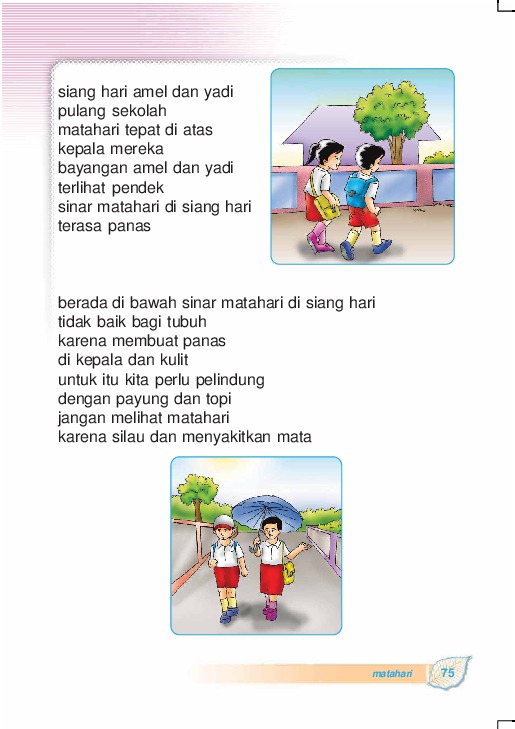 siang hari amel dan yadi
pulang sekolah
matahari tepat di atas
kepala mereka
bayangan amel dan yadi
terlihat pendek
sinar matahari di siang hari
terasa panas
berada di bawah sinar matahari di siang hari
tidak baik bagi tubuh
karena membuat panas
di kepala dan kulit
untuk itu kita perlu pelindung
dengan payung dan topi
jangan melihat matahari
karena silau dan menyakitkan mata
matahari 75